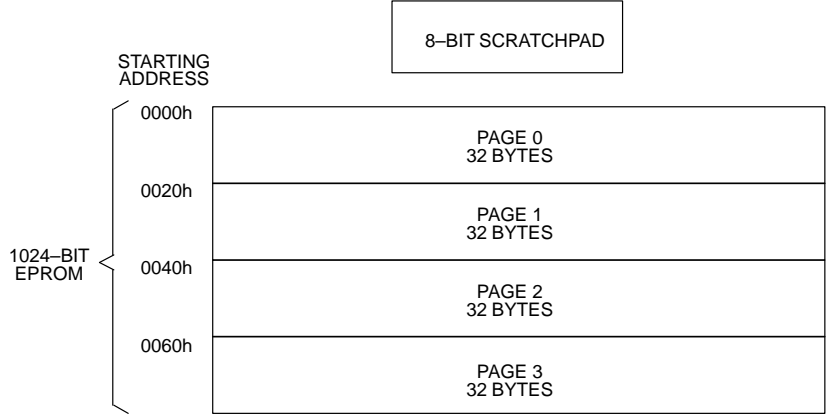 8–BIT SCRATCHPAD
STARTING
ADDRESS
0000h
PAGE 0
32 BYTES
0020h
PAGE 1
32 BYTES
1024–BIT
EPROM
0040h
PAGE 2
32 BYTES
0060h
PAGE 3
32 BYTES